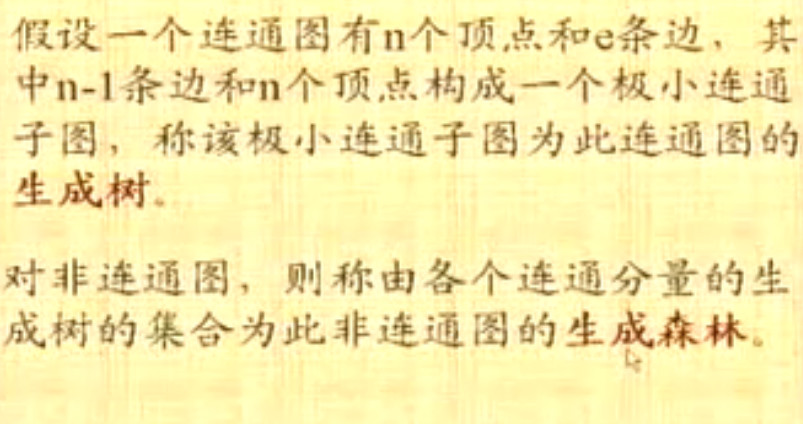 假设一个连通图有n个顶点和e条边，其
中n-1条边和n个顶点构成一个极小连通
子图，称该极小连通子图为此连通图的
生成树。
对非连通图，则称由各个连通分量的生
成树的集合为此非连通图的生成森林。